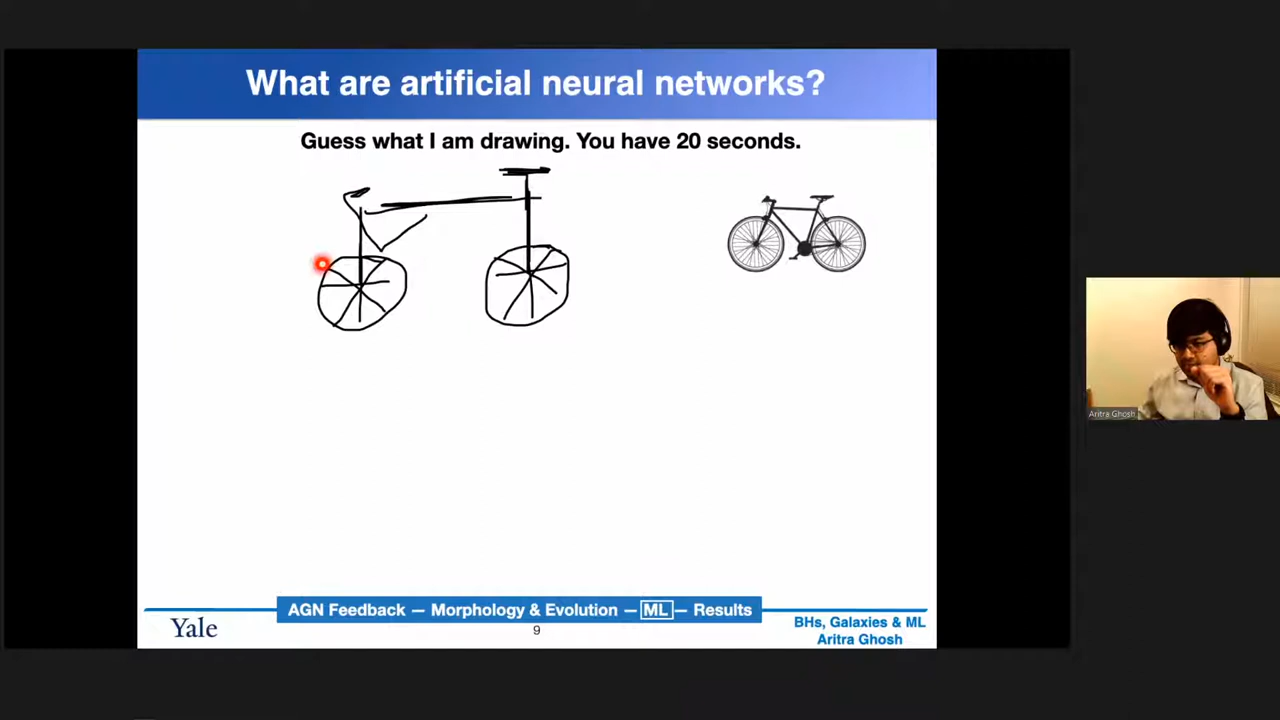 What are artificial neural networks?
Guess what I am drawing. You have 20 seconds.
Aritra Ghosh
AGN Feedback — Morphology & Evolution — ML — Results
Yale
9
BHs, Galaxies & ML
Aritra Ghosh